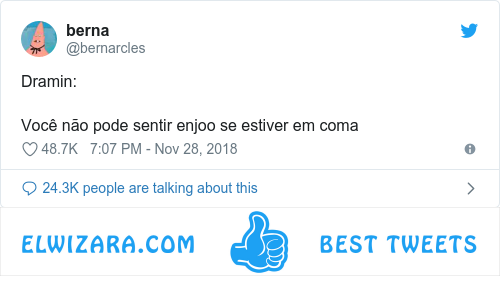 berna
@bernarcles
Dramin:
Você não pode sentir enjoo se estiver em coma
48.7K 7:07 PM - Nov 28, 2018
24.3K people are talking about this
ELWIZARA.COM BEST TWEETS